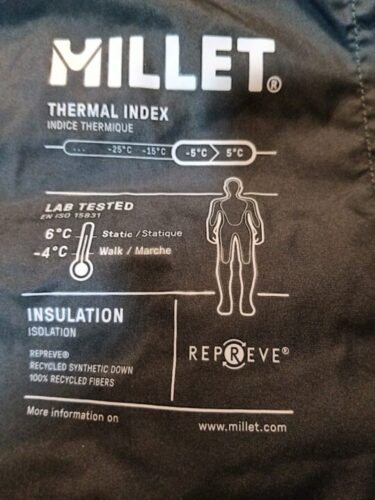 MILLET®
THERMAL INDEX
INDICE THERMIQUE
... -25°C -15°C -5°C > 5°C
LAB TESTED
EN ISO 15831
6°C Static / Statique
-4°C Walk / Marche
INSULATION
ISOLATION
REPREVE®
RECYCLED SYNTHETIC DOWN
100% RECYCLED FIBERS
REPREVE®
More information on
www.millet.com